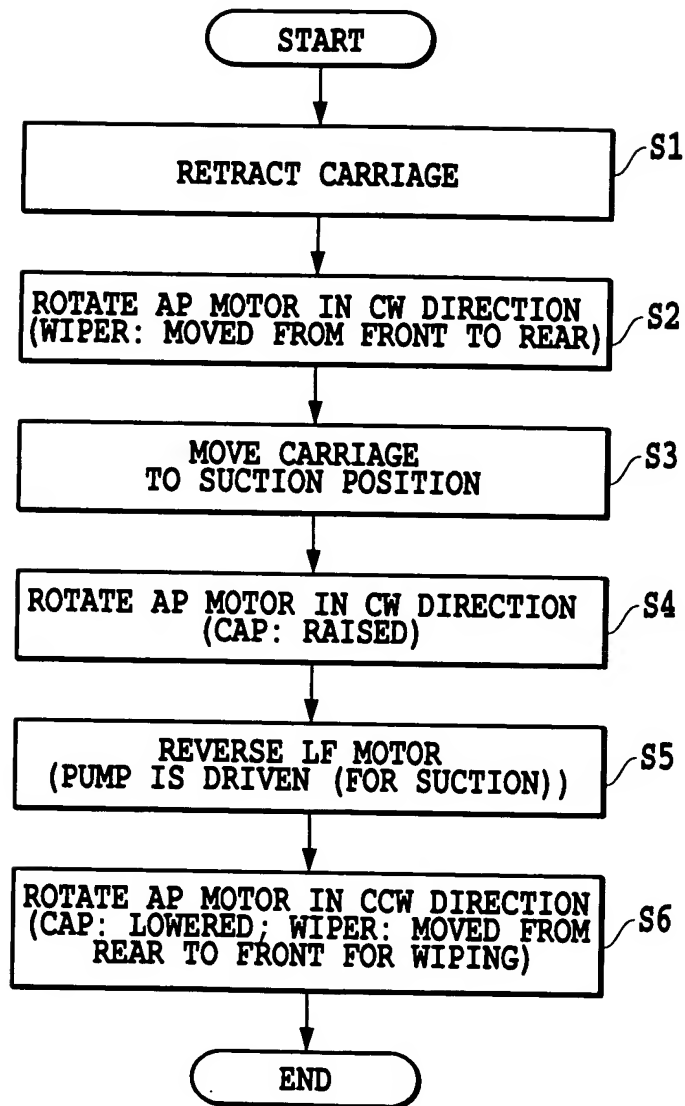 START
RETRACT CARRIAGE
S1
ROTATE AP MOTOR IN CW DIRECTION
(WIPER: MOVED FROM FRONT TO REAR)
S2
MOVE CARRIAGE
TO SUCTION POSITION
S3
ROTATE AP MOTOR IN CW DIRECTION
(CAP: RAISED)
S4
REVERSE LF MOTOR
(PUMP IS DRIVEN (FOR SUCTION))
S5
ROTATE AP MOTOR IN CCW DIRECTION
(CAP: LOWERED; WIPER: MOVED FROM
REAR TO FRONT FOR WIPING)
S6
END